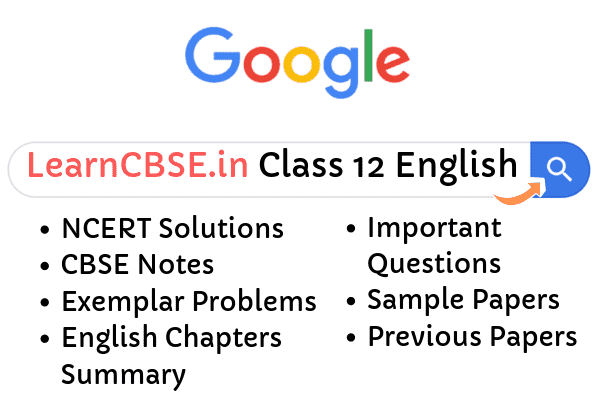 Google
LearnCBSE.in Class 12 English
• NCERT Solutions
• CBSE Notes
• Exemplar Problems
• English Chapters
Summary
• Important
Questions
• Sample Papers
• Previous Papers